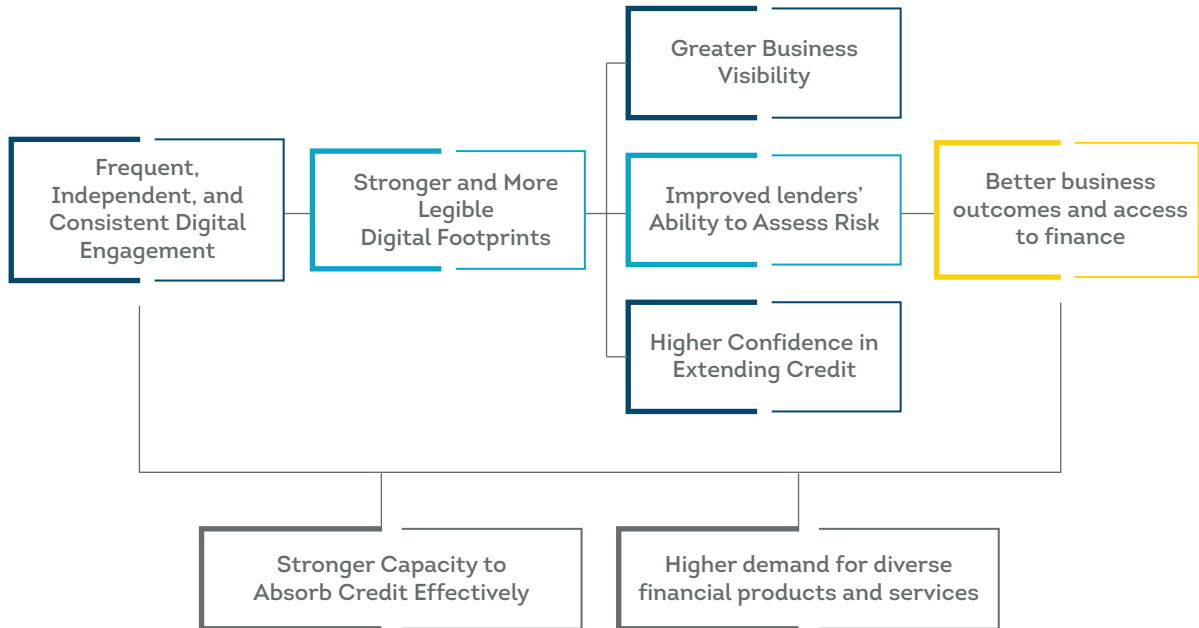 Frequent,
Independent, and
Consistent Digital
Engagement
Stronger and More
Legible
Digital Footprints
Greater Business
Visibility
Improved lenders’
Ability to Assess Risk
Higher Confidence in
Extending Credit
Better business
outcomes and access
to finance
Stronger Capacity to
Absorb Credit Effectively
Higher demand for diverse
financial products and services